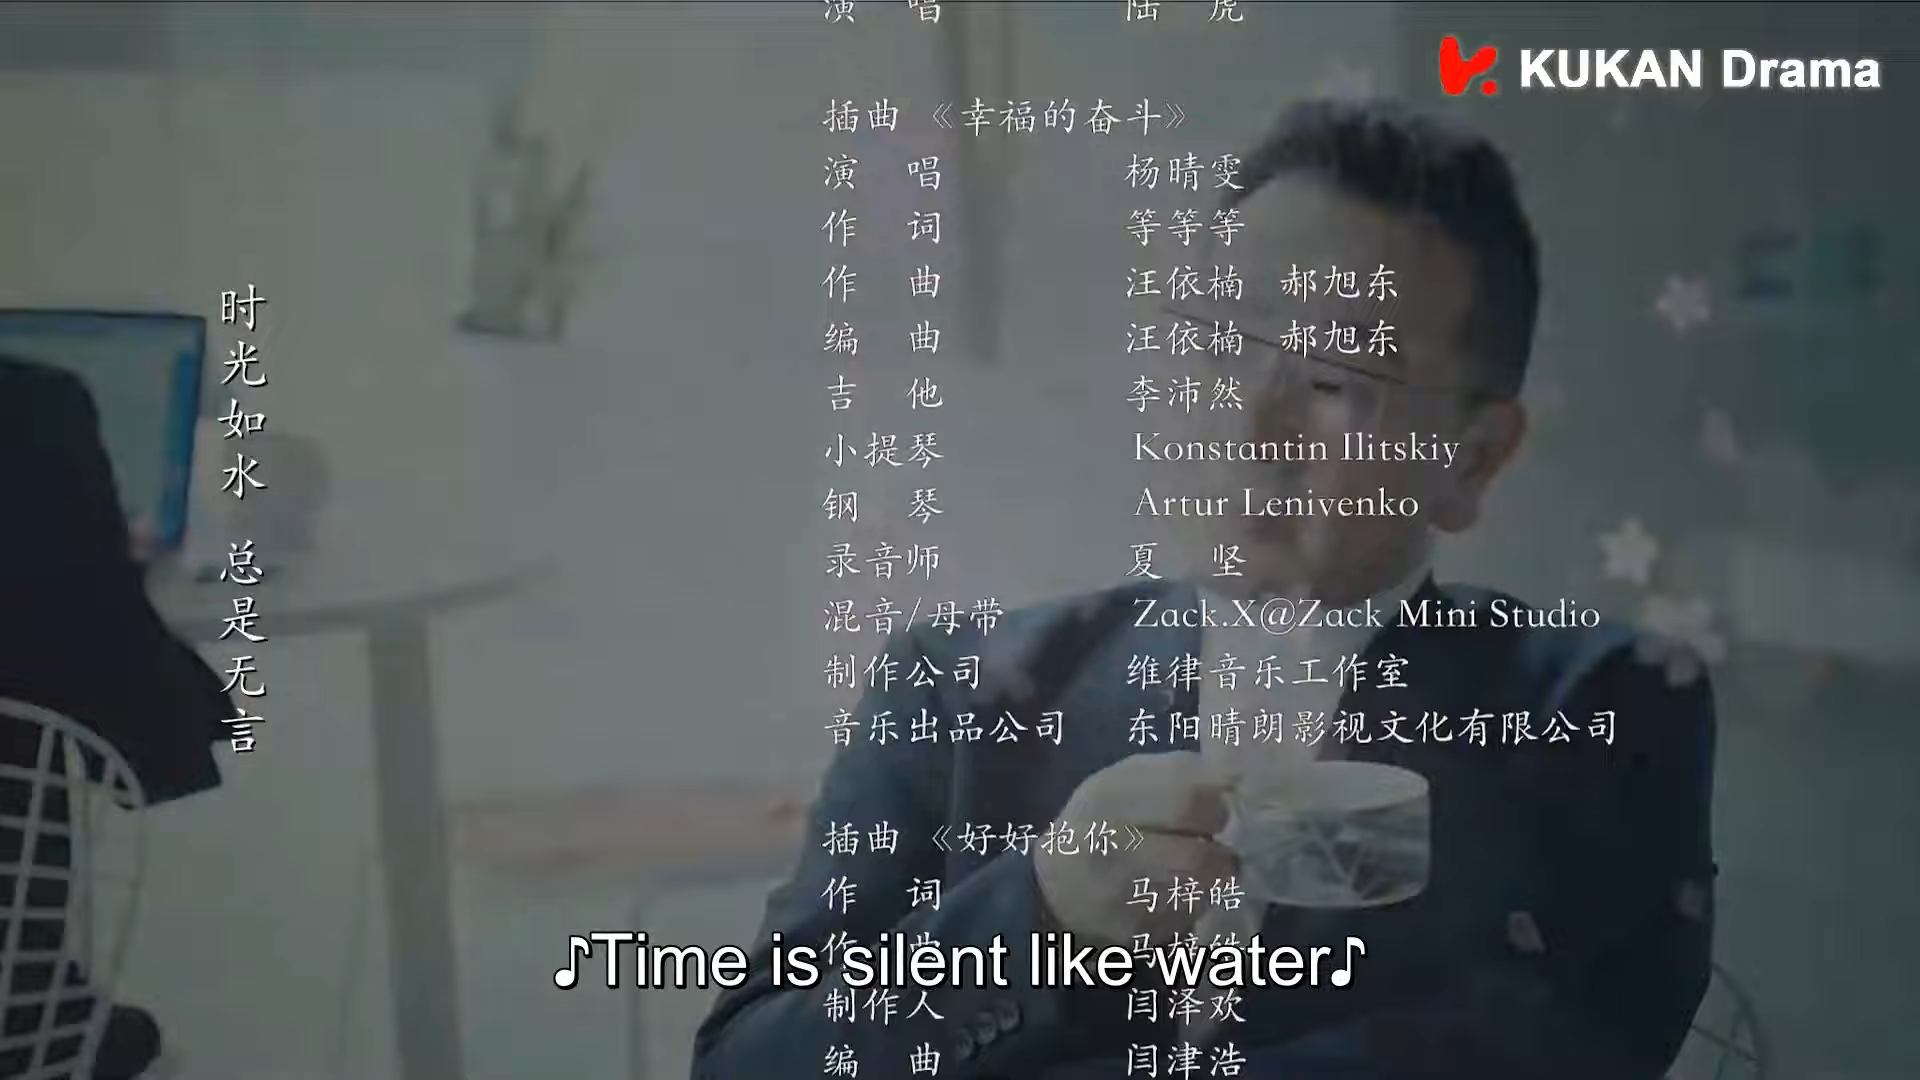 演 唱 陆 虎
KUKAN Drama
插曲 《幸福的奋斗》
演 唱 杨晴雯
作 词 等等等
作 曲 汪依楠 郝旭东
编 曲 汪依楠 郝旭东
吉 他 李沛然
小提琴 Konstantin Ilitskiy
钢 琴 Artur Lenivenko
录音师 夏 坚
混音/母带 Zack.X@Zack Mini Studio
制作公司 维律音乐工作室
音乐出品公司 东阳晴朗影视文化有限公司
插曲 《好好抱你》
作 词 马梓皓
作 曲 马梓皓
制作人 闫泽欢
编 曲 闫津浩
时光如水 总是无言
♪Time is silent like water♪